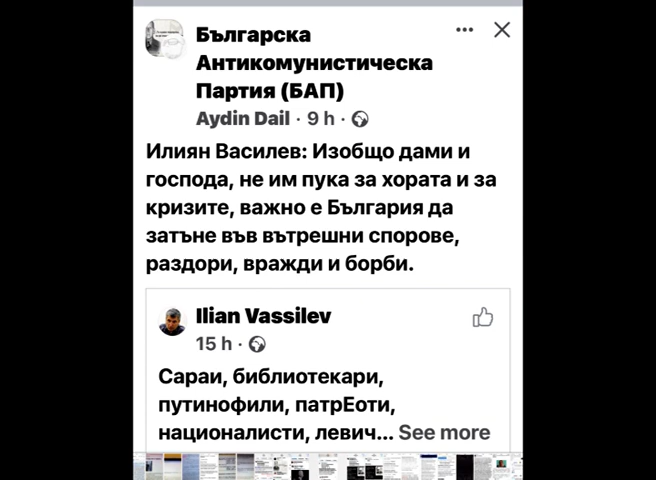 Българска
Антикомунистическа
Партия (БАП)
Aydin Dail · 9 h ·
Илиян Василев: Изобщо дами и
господа, не им пука за хората и за
кризите, важно е България да
затъне във вътрешни спорове,
раздори, вражди и борби.
Ilian Vassilev
15 h ·
Сараи, библиотекари,
путинофили, патрЕоти,
националисти, левич... See more